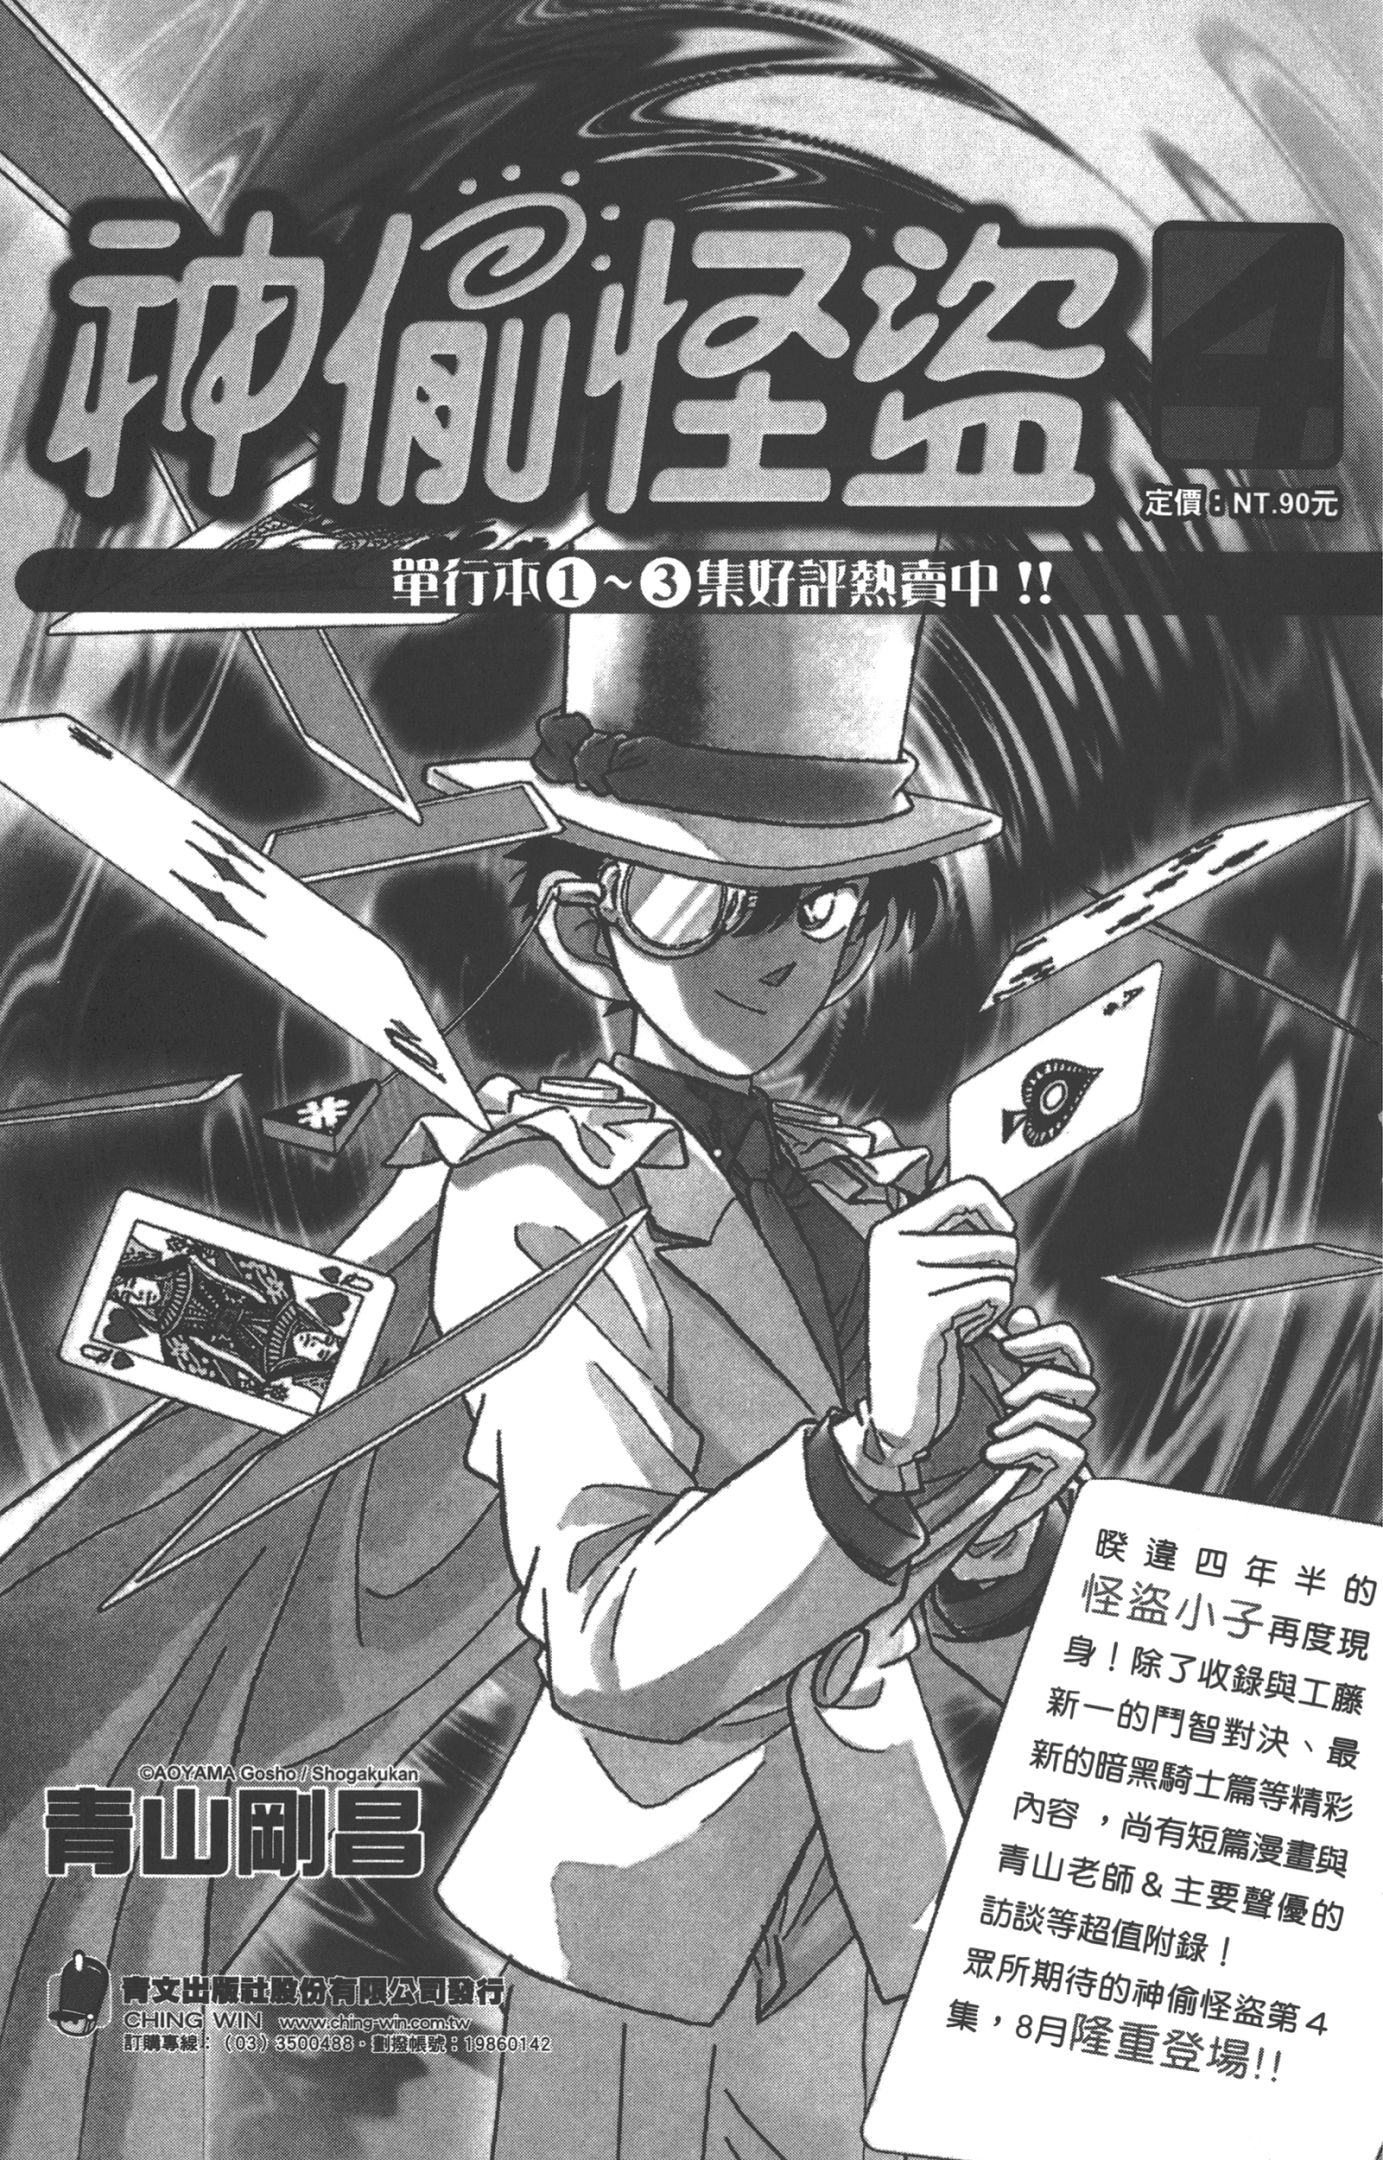 神偷怪盜
4
定價：NT.90元
單行本❶～❸集好評熱賣中!!
A
Q
Q
10
睽違四年半的
怪盜小子再度現
身！除了收錄與工藤
新一的鬥智對決、最
新的暗黑騎士篇等精彩
內容，尚有短篇漫畫與
青山老師＆主要聲優的
訪談等超值附錄！
眾所期待的神偷怪盜第４
集，8月隆重登場!!
©AOYAMA Gosho / Shogakukan
青山剛昌
青文出版社股份有限公司發行
CHING WIN www.ching-win.com.tw
訂購專線：（03）3500488・劃撥帳號：19860142